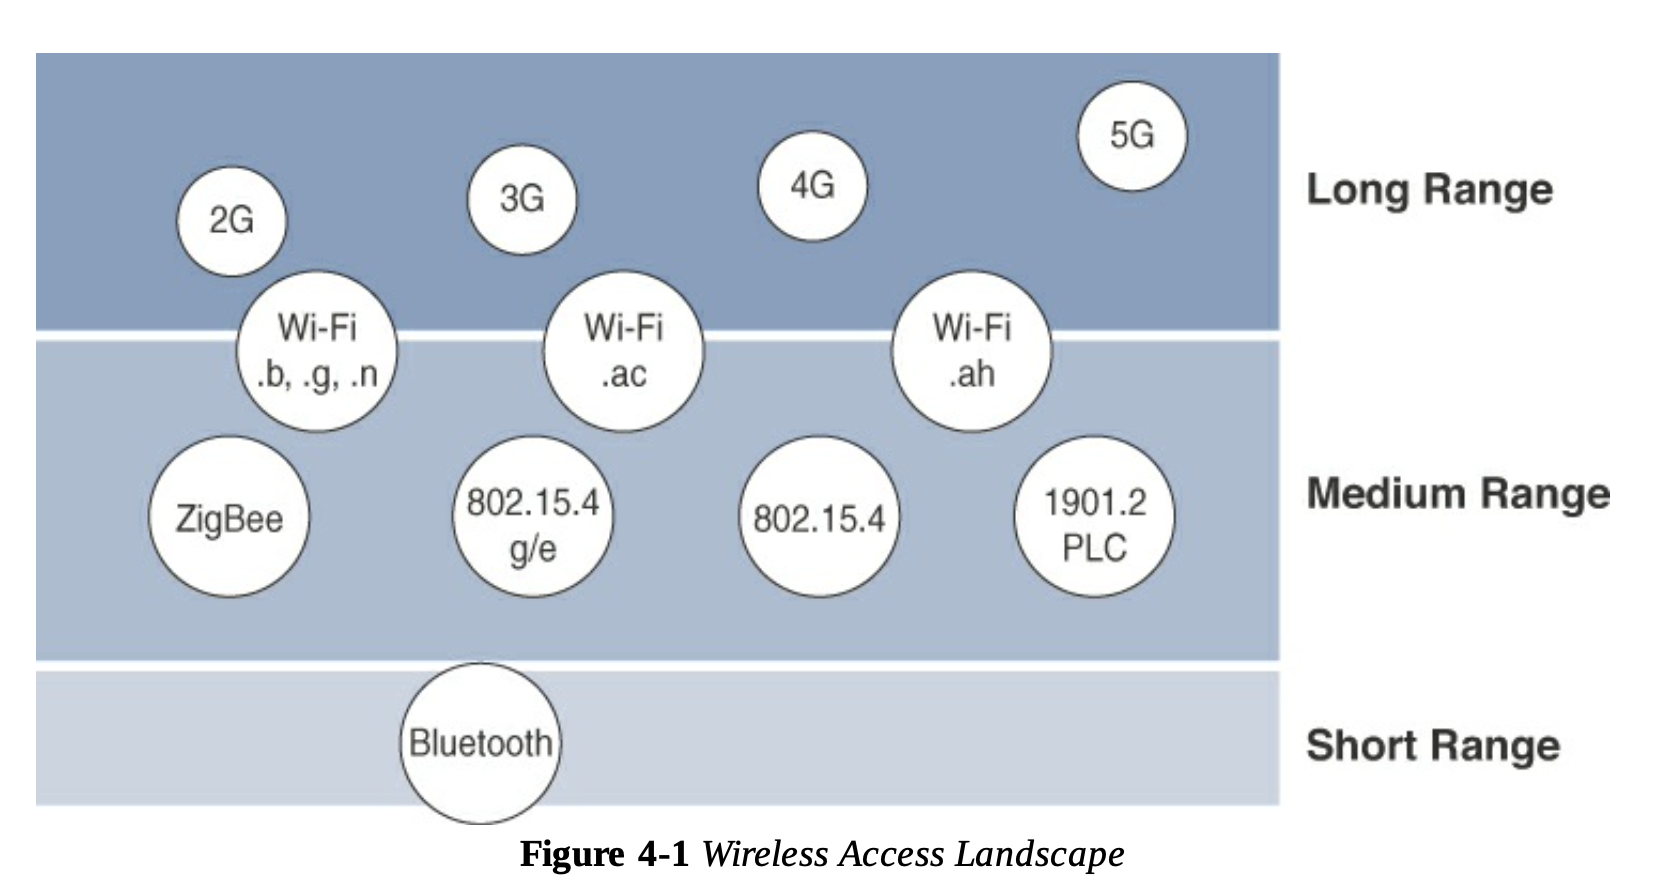 5G
4G
3G
2G
Long Range
Wi-Fi
.b, .g, .n
Wi-Fi
.ac
Wi-Fi
.ah
ZigBee
802.15.4
g/e
802.15.4
1901.2
PLC
Medium Range
Bluetooth
Short Range
Figure 4-1 Wireless Access Landscape